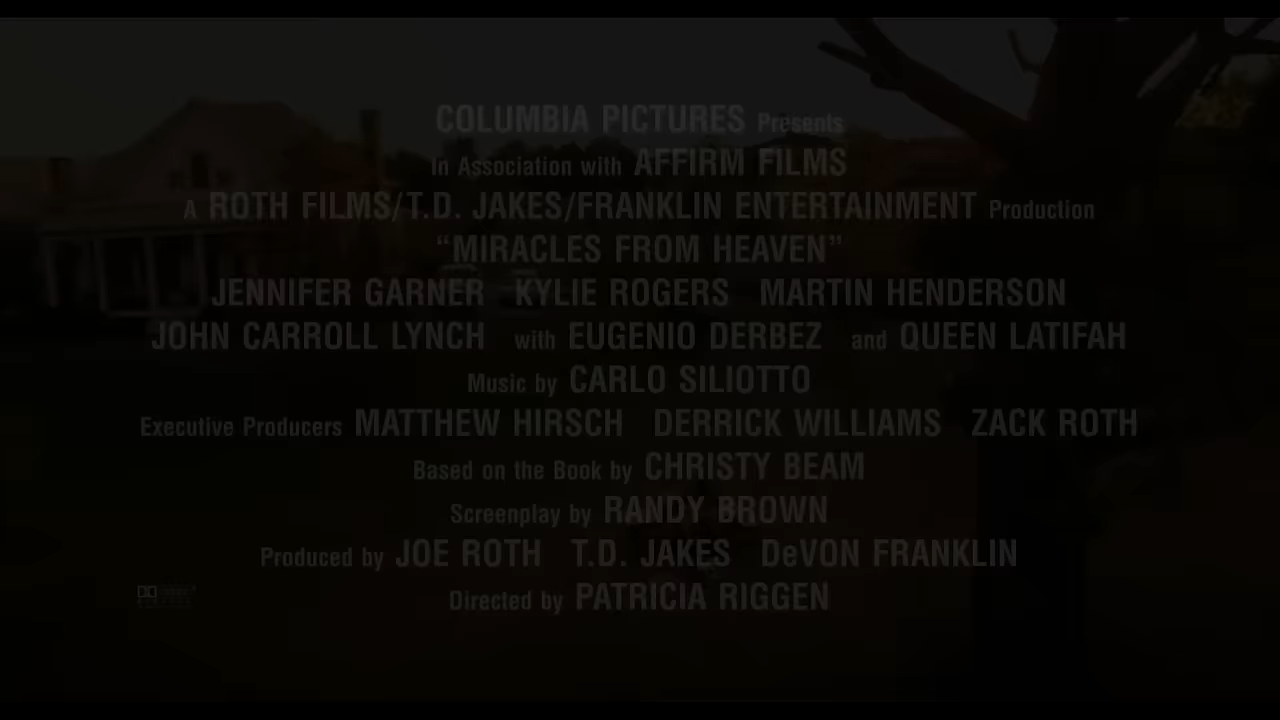 COLUMBIA PICTURES Presents
In Association with AFFIRM FILMS
A ROTH FILMS/T.D. JAKES/FRANKLIN ENTERTAINMENT Production
“MIRACLES FROM HEAVEN”
JENNIFER GARNER KYLIE ROGERS MARTIN HENDERSON
JOHN CARROLL LYNCH with EUGENIO DERBEZ and QUEEN LATIFAH
Music by CARLO SILIOTTO
Executive Producers MATTHEW HIRSCH DERRICK WILLIAMS ZACK ROTH
Based on the Book by CHRISTY BEAM
Screenplay by RANDY BROWN
Produced by JOE ROTH T.D. JAKES DeVON FRANKLIN
Directed by PATRICIA RIGGEN